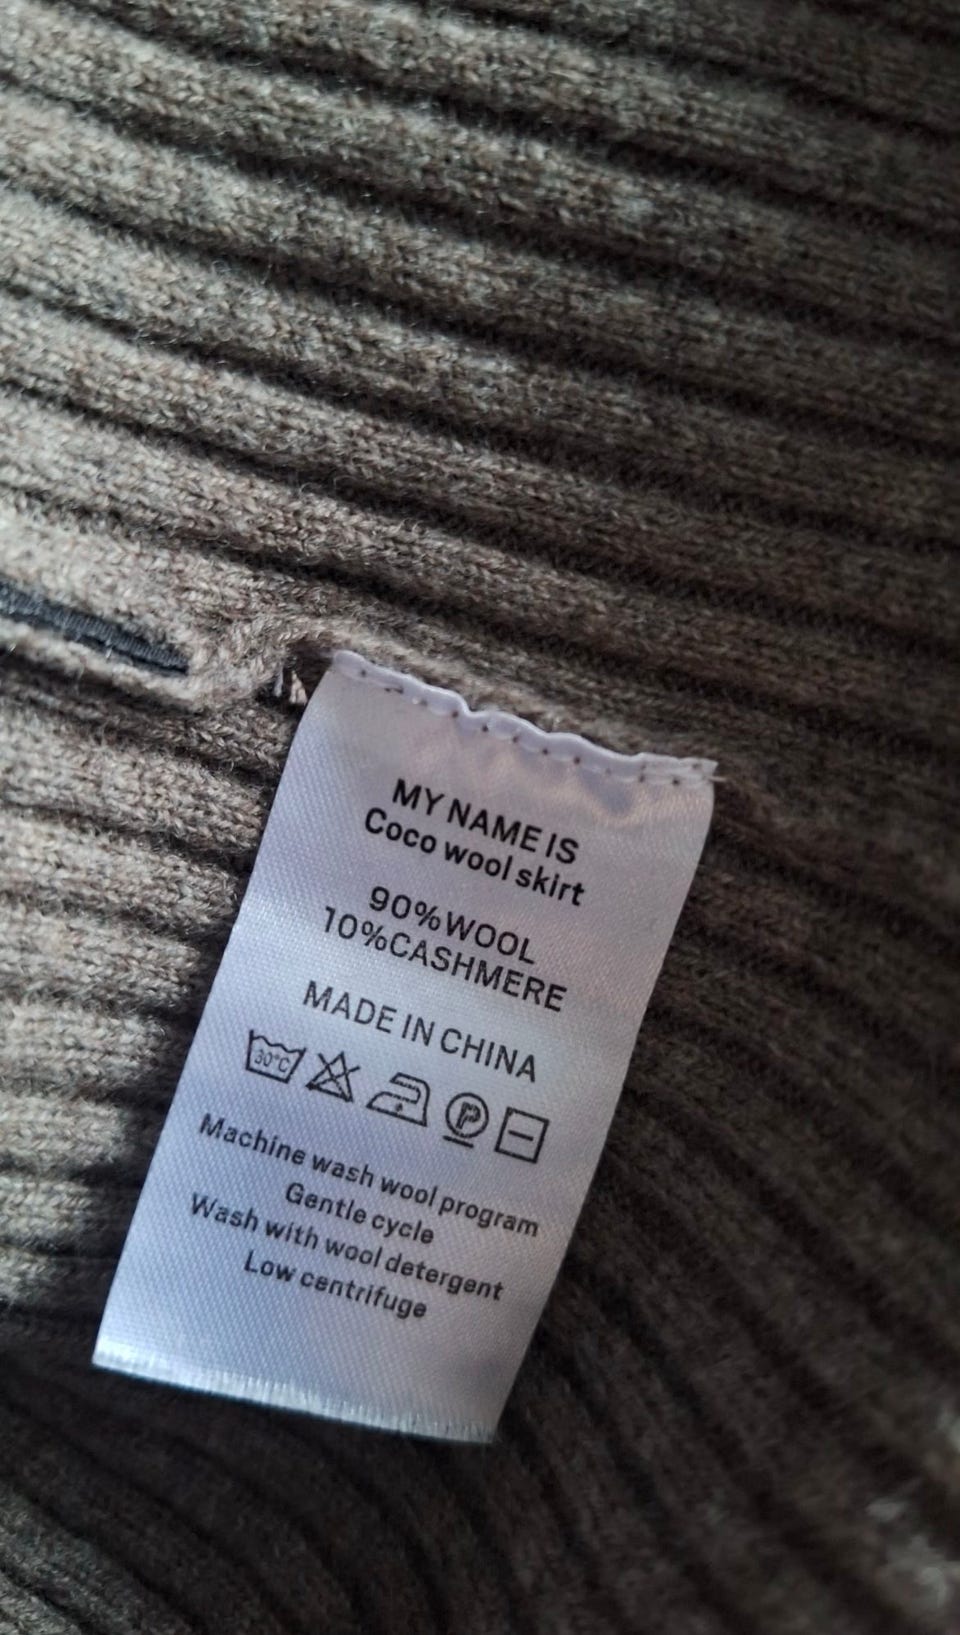 MY NAME IS
Coco wool skirt
90%WOOL
10%CASHMERE
MADE IN CHINA
30°C P
Machine wash wool program
Gentle cycle
Wash with wool detergent
Low centrifuge